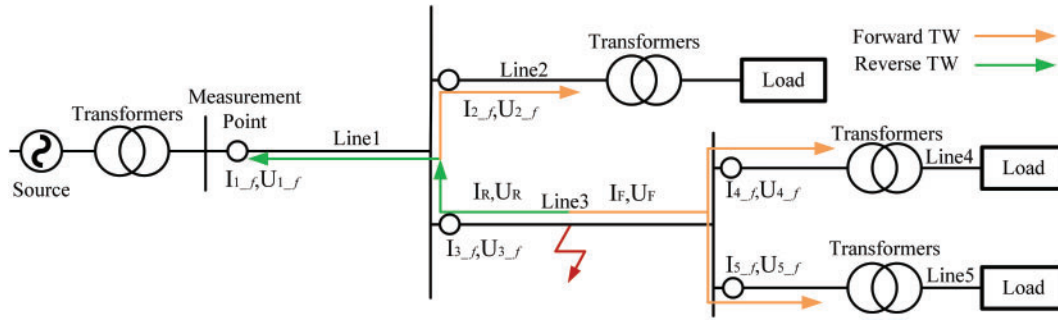 Transformers
Forward TW
Reverse TW
Line2
Load
I2_f,U2_f
Transformers
Measurement
Point
Line1
Source
I1_f,U1_f
Transformers
Line4
Load
I4_f,U4_f
IR,UR
Line3
IF,UF
I3_f,U3_f
Transformers
I5_f,U5_f
Line5
Load